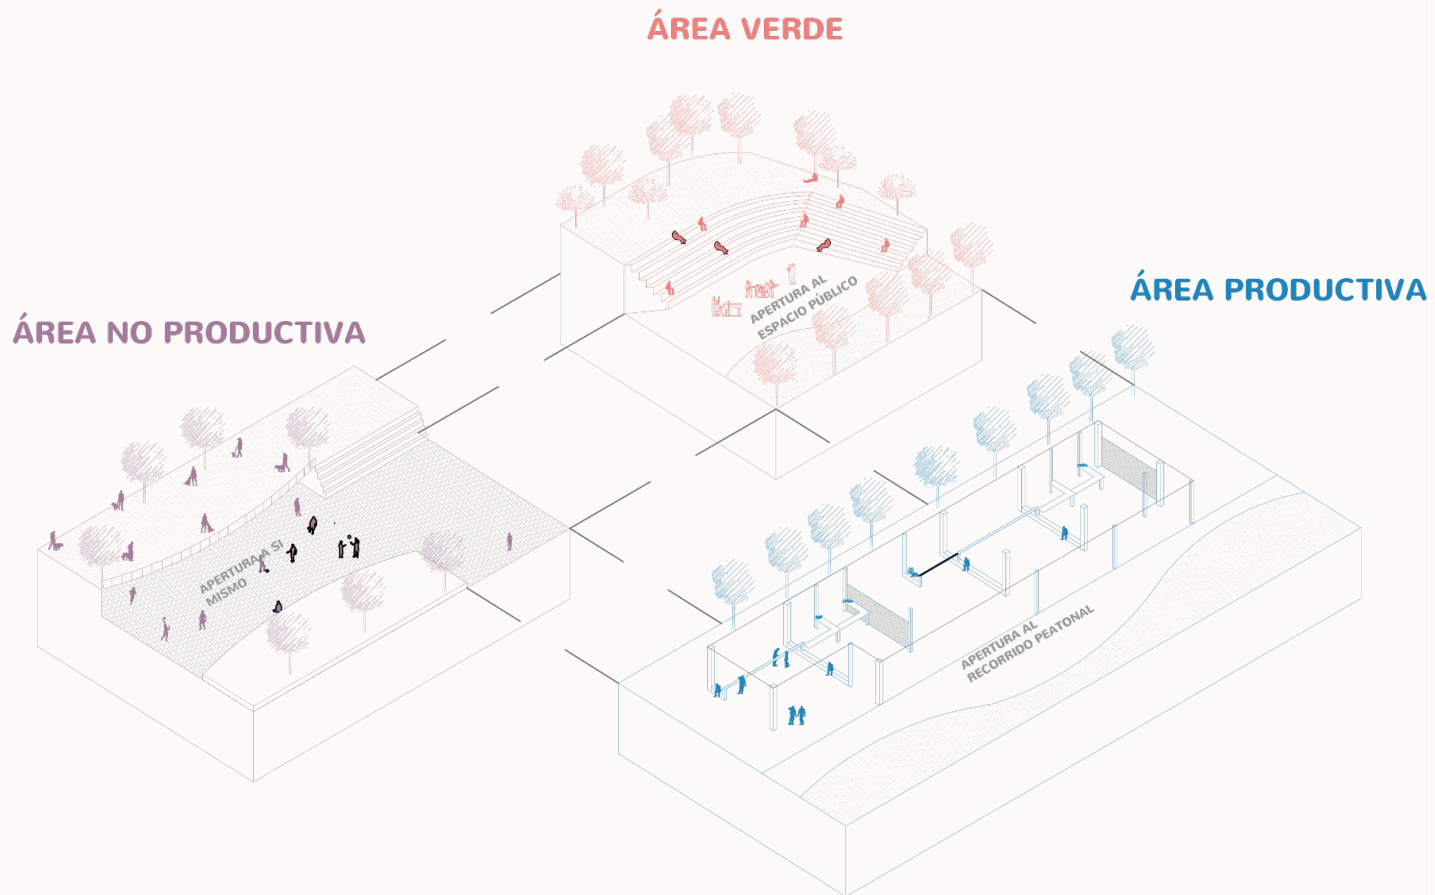 ÁREA VERDE
APERTURA AL
ESPACIO PÚBLICO
ÁREA PRODUCTIVA
ÁREA NO PRODUCTIVA
APERTURA A SI
MISMO
APERTURA AL
RECORRIDO PEATONAL